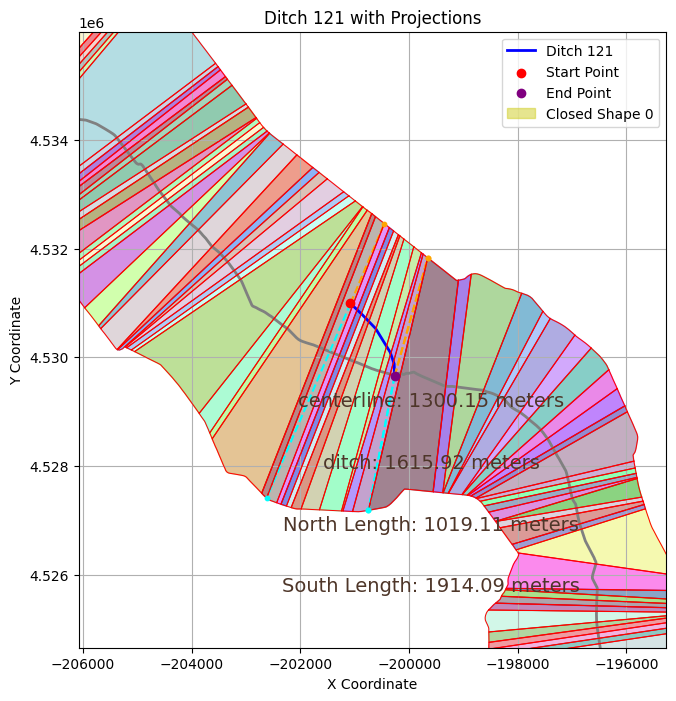 Ditch 121 with Projections
1e6
Ditch 121
Start Point
End Point
Closed Shape 0
4.534
4.532
4.530
4.528
4.526
Y Coordinate
centerline: 1300.15 meters
ditch: 1615.92 meters
North Length: 1019.11 meters
South Length: 1914.09 meters
−206000 −204000 −202000 −200000 −198000 −196000
X Coordinate